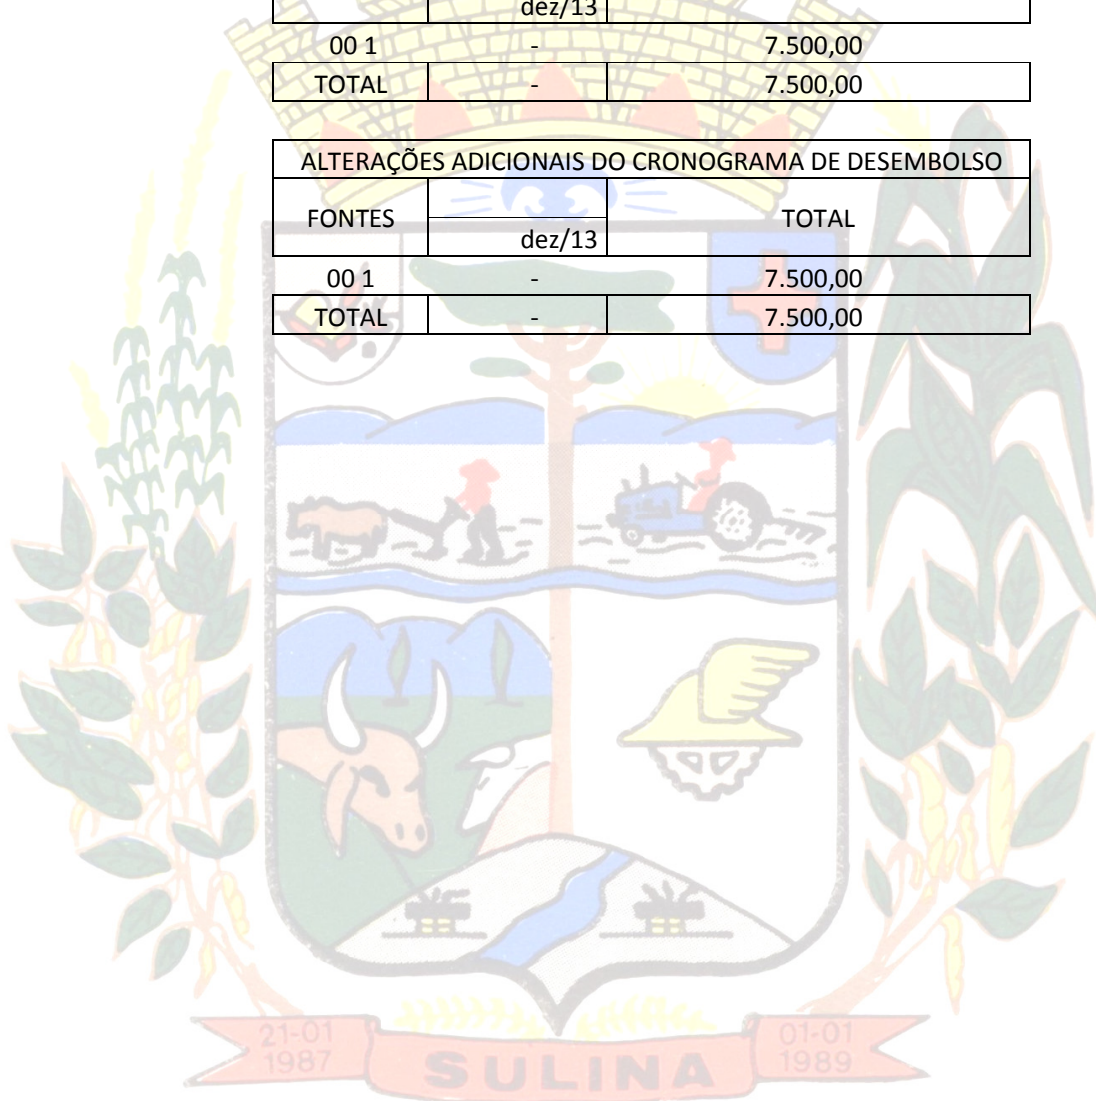 dez/13
00 1 - 7.500,00
TOTAL - 7.500,00
ALTERAÇÕES ADICIONAIS DO CRONOGRAMA DE DESEMBOLSO
FONTES TOTAL
dez/13
00 1 - 7.500,00
TOTAL - 7.500,00
21-01 01-01
1987 1989
SULINA